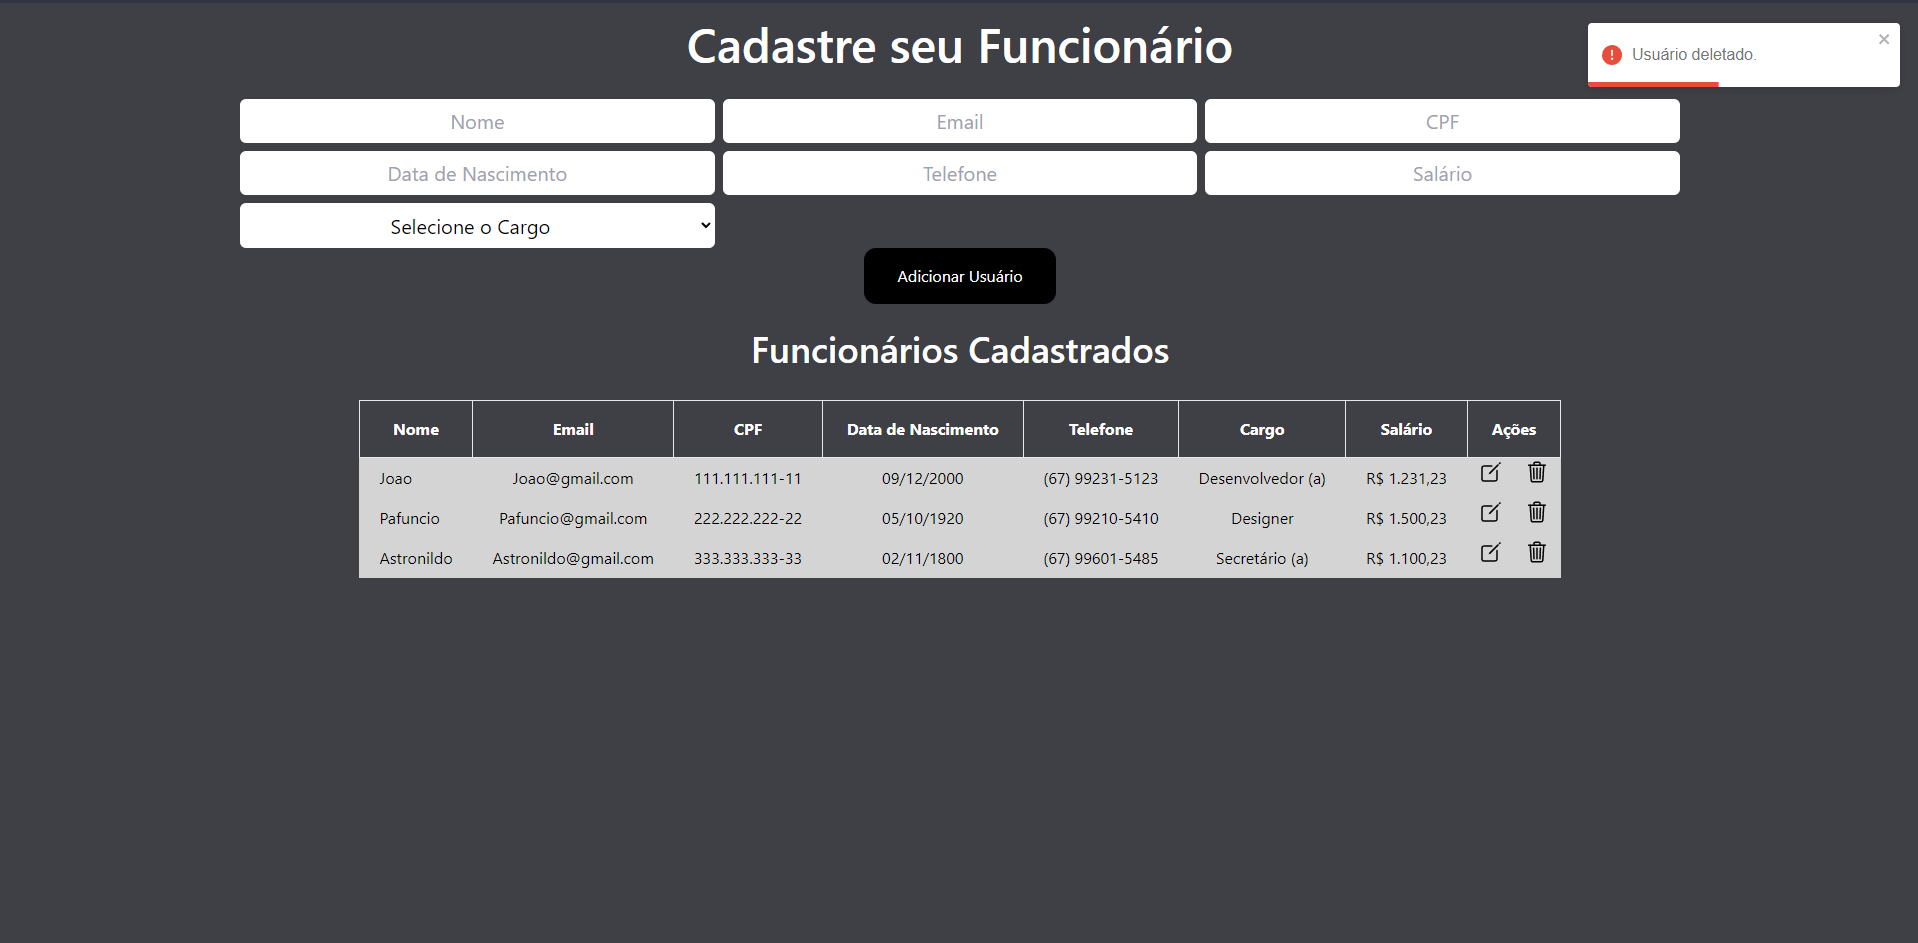 Cadastre seu Funcionário
Usuário deletado.
Nome Email CPF
Data de Nascimento Telefone Salário
Selecione o Cargo
Adicionar Usuário
Funcionários Cadastrados
Nome Email CPF Data de Nascimento Telefone Cargo Salário Ações
Joao Joao@gmail.com 111.111.111-11 09/12/2000 (67) 99231-5123 Desenvolvedor (a) R$ 1.231,23
Pafuncio Pafuncio@gmail.com 222.222.222-22 05/10/1920 (67) 99210-5410 Designer R$ 1.500,23
Astronildo Astronildo@gmail.com 333.333.333-33 02/11/1800 (67) 99601-5485 Secretário (a) R$ 1.100,23